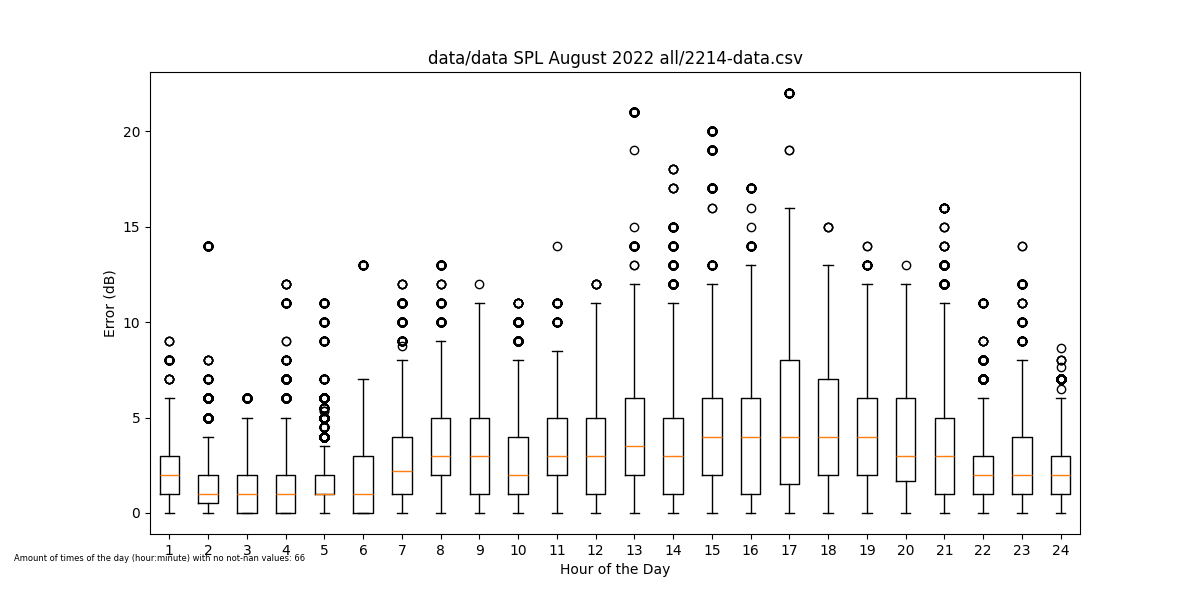 data/data SPL August 2022 all/2214-data.csv
Error (dB)
20
15
10
5
0
1 2 3 4 5 6 7 8 9 10 11 12 13 14 15 16 17 18 19 20 21 22 23 24
Amount of times of the day (hour:minute) with no not-nan values: 66
Hour of the Day